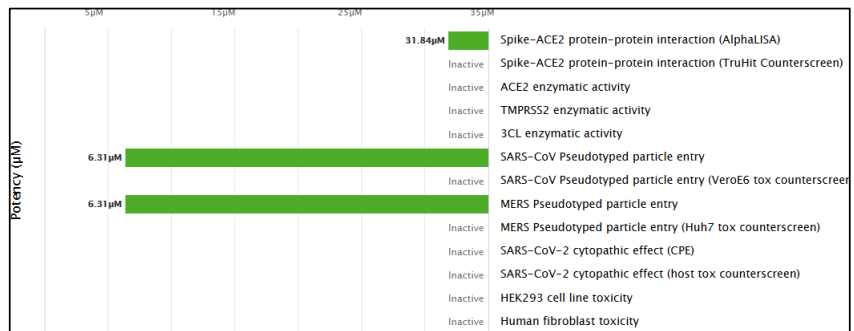 5μM 15μM 25μM 35μM
31.84μM Spike-ACE2 protein-protein interaction (AlphaLISA)
Inactive Spike-ACE2 protein-protein interaction (TruHit Counterscreen)
Inactive ACE2 enzymatic activity
Inactive TMPRSS2 enzymatic activity
Inactive 3CL enzymatic activity
6.31μM SARS-CoV Pseudotyped particle entry
Inactive SARS-CoV Pseudotyped particle entry (VeroE6 tox counterscreen
6.31μM MERS Pseudotyped particle entry
Inactive MERS Pseudotyped particle entry (Huh7 tox counterscreen)
Inactive SARS-CoV-2 cytopathic effect (CPE)
Inactive SARS-CoV-2 cytopathic effect (host tox counterscreen)
Inactive HEK293 cell line toxicity
Inactive Human fibroblast toxicity
Potency (μM)